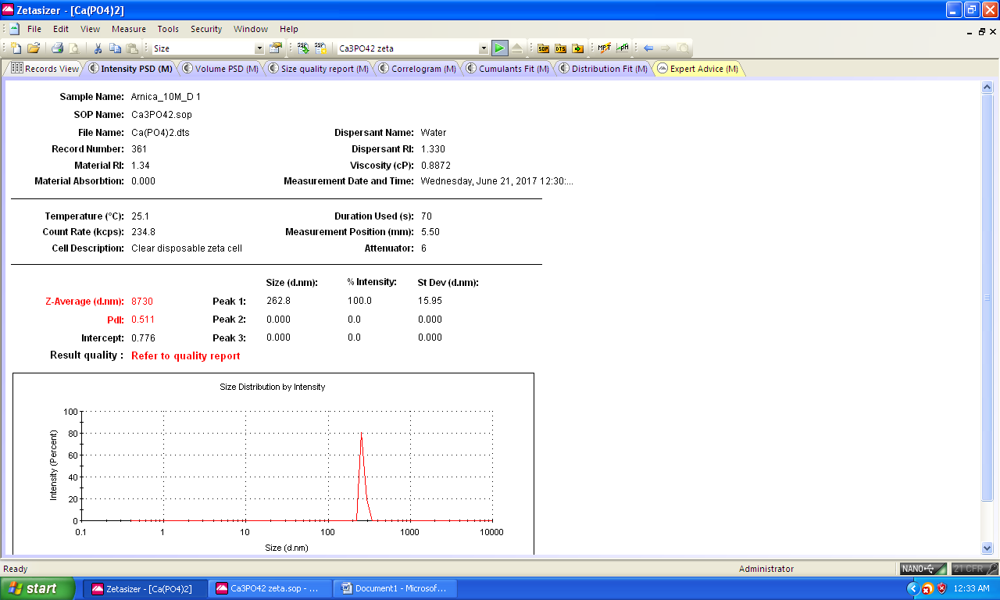 Zetasizer - [Ca(PO4)2]
File Edit View Measure Tools Security Window Help
Size Ca3PO42 zeta SOP DTS MPT pH
Records View Intensity PSD (M) Volume PSD (M) Size quality report (M) Correlogram (M) Cumulants Fit (M) Distribution Fit (M) Expert Advice (M)
Sample Name: Arnica_10M_D 1
SOP Name: Ca3PO42.sop
File Name: Ca(PO4)2.dts Dispersant Name: Water
Record Number: 361 Dispersant RI: 1.330
Material RI: 1.34 Viscosity (cP): 0.8872
Material Absorbtion: 0.000 Measurement Date and Time: Wednesday, June 21, 2017 12:30:...
Temperature (°C): 25.1 Duration Used (s): 70
Count Rate (kcps): 234.8 Measurement Position (mm): 5.50
Cell Description: Clear disposable zeta cell Attenuator: 6
Size (d.nm): % Intensity: St Dev (d.nm):
Z-Average (d.nm): 8730 Peak 1: 262.8 100.0 15.95
PdI: 0.511 Peak 2: 0.000 0.0 0.000
Intercept: 0.776 Peak 3: 0.000 0.0 0.000
Result quality : Refer to quality report
Size Distribution by Intensity
Intensity (Percent)
100
80
60
40
20
0
0.1 1 10 100 1000 10000
Size (d.nm)
Ready Administrator NANO 21 CFR
start Zetasizer - [Ca(PO4)2] Ca3PO42 zeta.sop - ... Document1 - Microsof... 12:33 AM